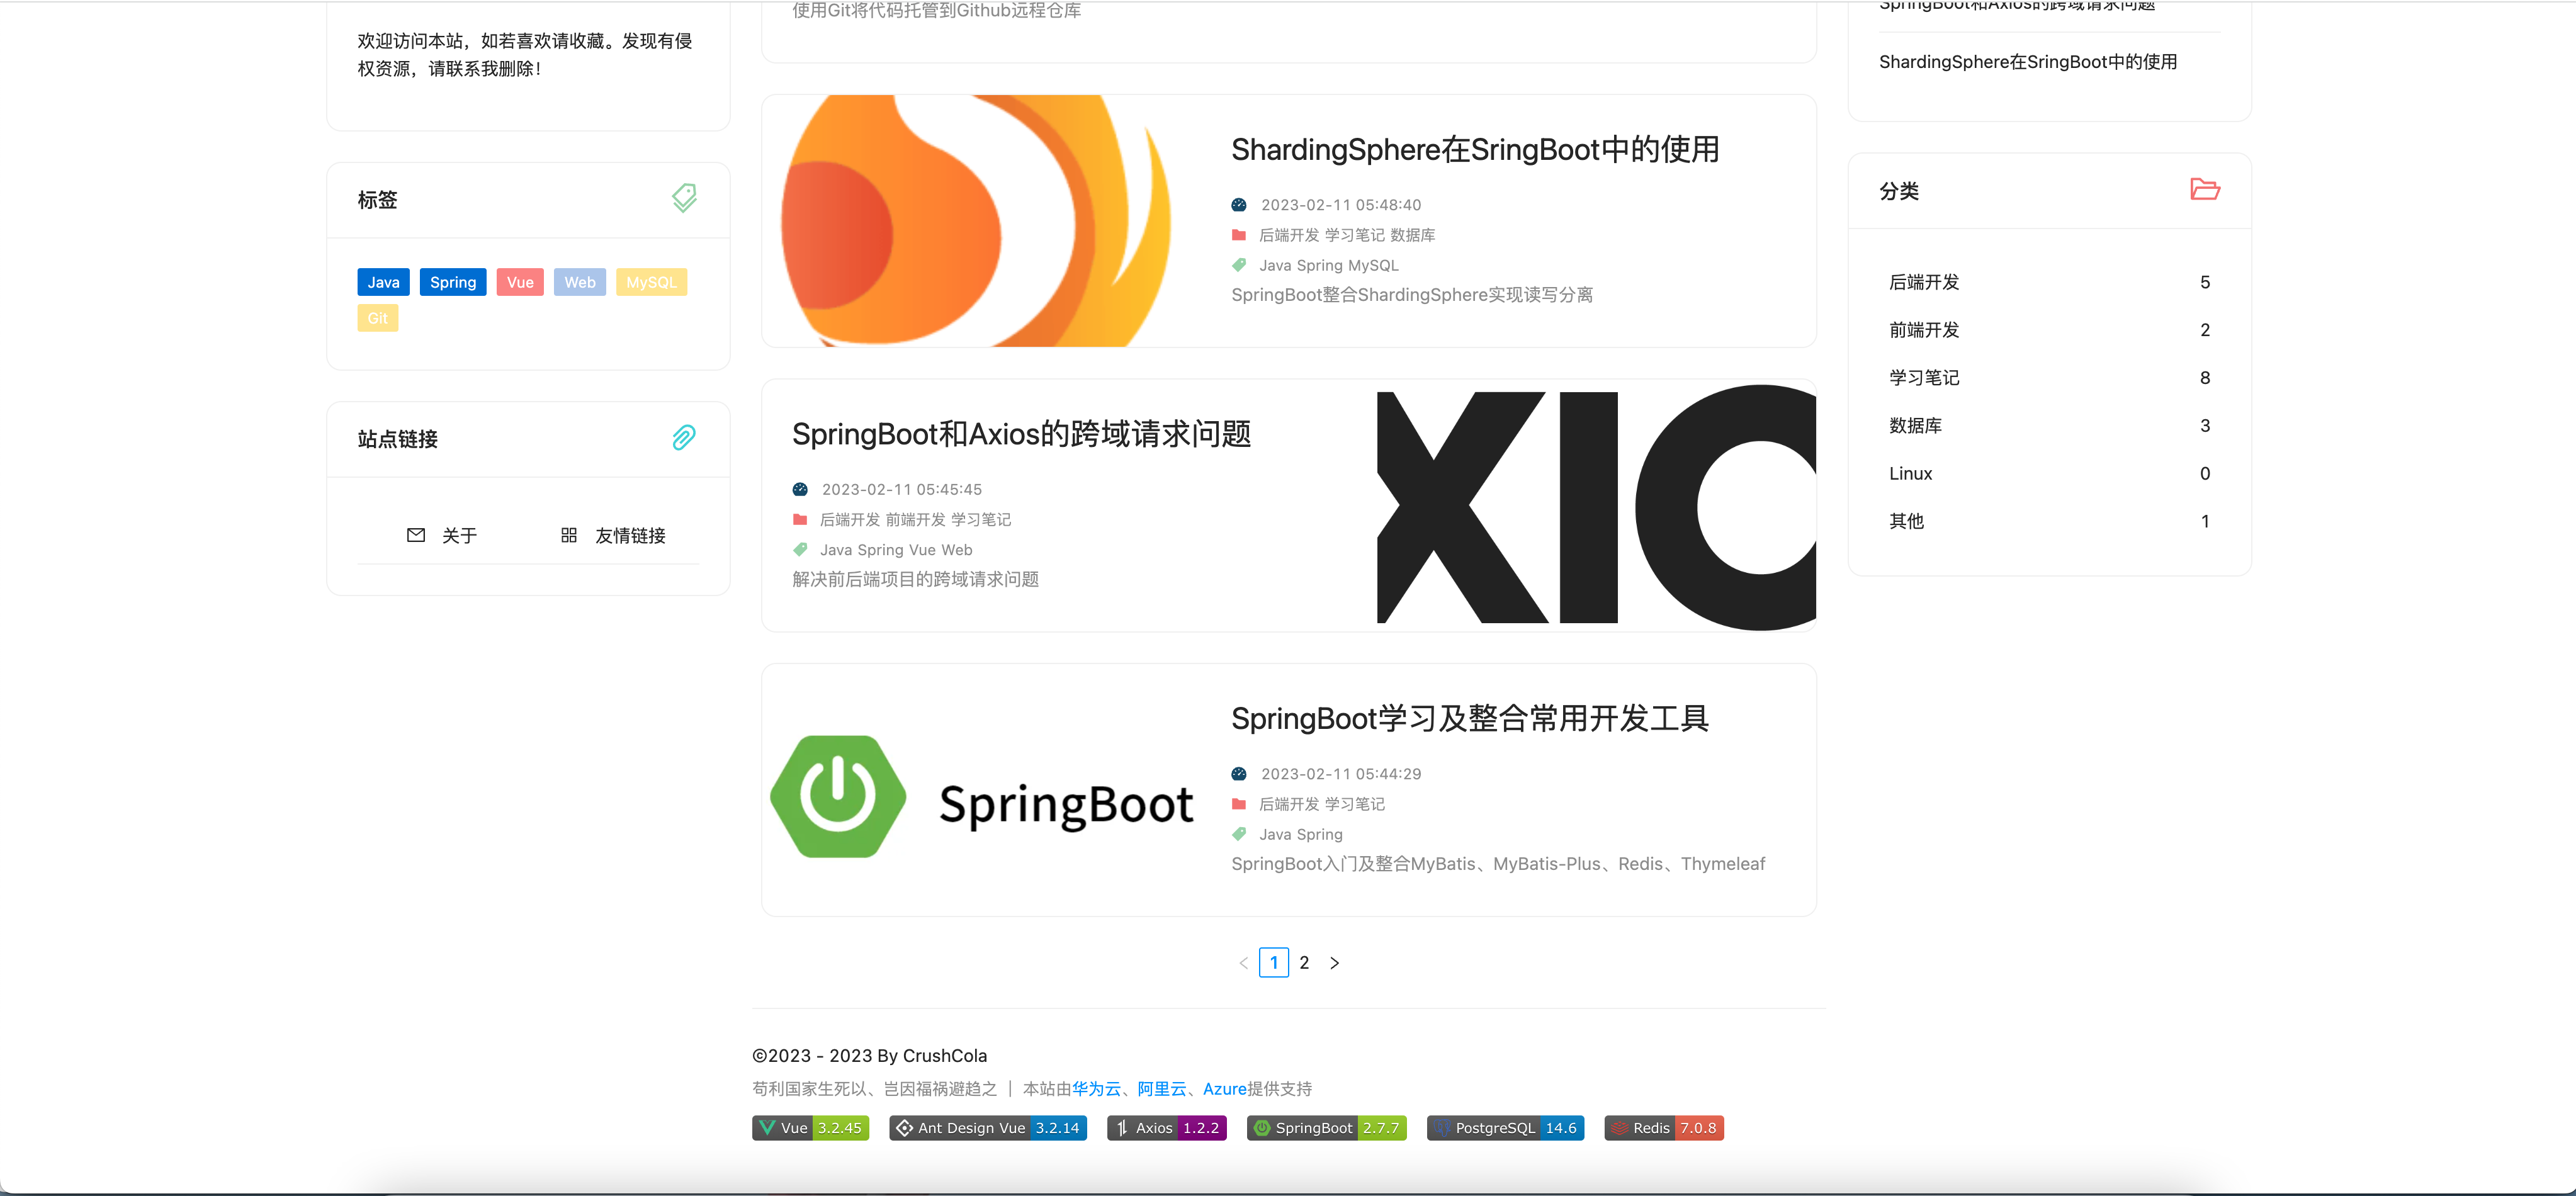 欢迎访问本站，如若喜欢请收藏。发现有侵
权资源，请联系我删除！
标签
Java Spring Vue Web MySQL
Git
站点链接
关于 友情链接
使用Git将代码托管到Github远程仓库
ShardingSphere在SringBoot中的使用
2023-02-11 05:48:40
后端开发 学习笔记 数据库
Java Spring MySQL
SpringBoot整合ShardingSphere实现读写分离
SpringBoot和Axios的跨域请求问题
2023-02-11 05:45:45
后端开发 前端开发 学习笔记
Java Spring Vue Web
解决前后端项目的跨域请求问题
XIO
SpringBoot
SpringBoot学习及整合常用开发工具
2023-02-11 05:44:29
后端开发 学习笔记
Java Spring
SpringBoot入门及整合MyBatis、MyBatis-Plus、Redis、Thymeleaf
< 1 2 >
©2023 - 2023 By CrushCola
苟利国家生死以、岂因福祸避趋之 | 本站由华为云、阿里云、Azure提供支持
Vue 3.2.45 Ant Design Vue 3.2.14 Axios 1.2.2 SpringBoot 2.7.7 PostgreSQL 14.6 Redis 7.0.8
SpringBoot和Axios的跨域请求问题
ShardingSphere在SringBoot中的使用
分类
后端开发 5
前端开发 2
学习笔记 8
数据库 3
Linux 0
其他 1